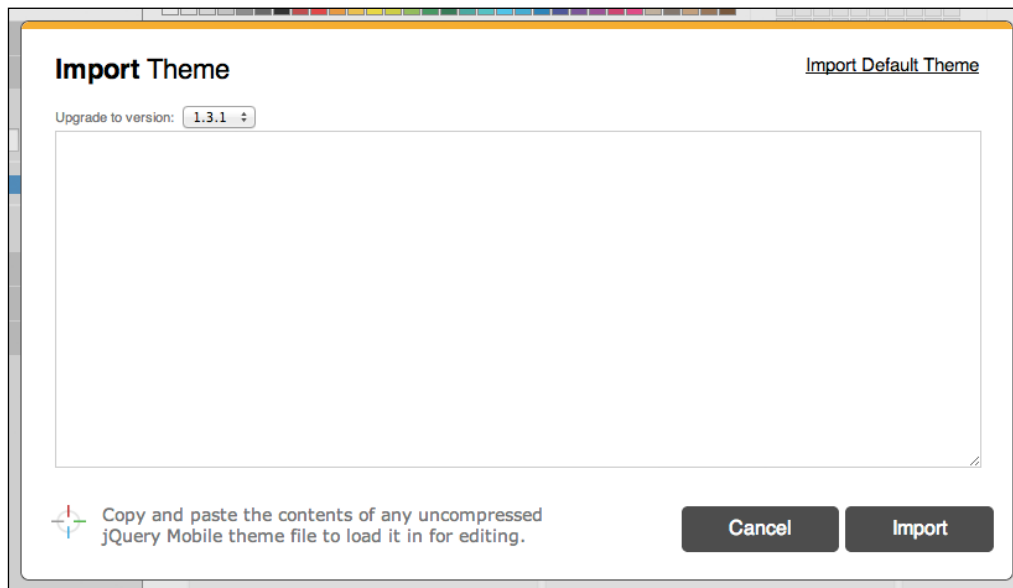 Import Theme
Import Default Theme
Upgrade to version: 1.3.1
Copy and paste the contents of any uncompressed
jQuery Mobile theme file to load it in for editing.
Cancel
Import